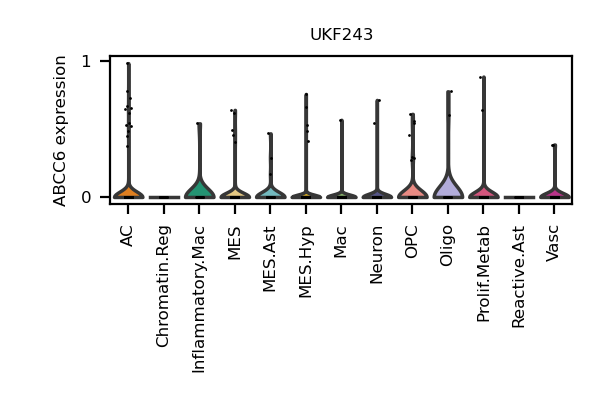 UKF243
ABCC6 expression
1
0
AC
Chromatin.Reg
Inflammatory.Mac
MES
MES.Ast
MES.Hyp
Mac
Neuron
OPC
Oligo
Prolif.Metab
Reactive.Ast
Vasc